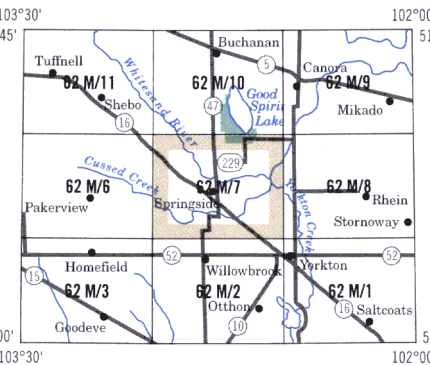 103°30' 102°00'
45' 51
Buchanan
Tuffnell
5
Canora
62 M/11
62 M/10
62 M/9
Whitesand River
Good
Spirit
Lake
Shebo
Mikado
47
16
229
Cussed Creek
62 M/6
62 M/7
62 M/8
Springside
Rhein
Pakerview
Yorkton Creek
Stornoway
52
52
Homefield
Willowbrook
Yorkton
15
62 M/3
62 M/2
62 M/1
Otthon
16
Saltcoats
Goodeve
10
00' 5
103°30' 102°00